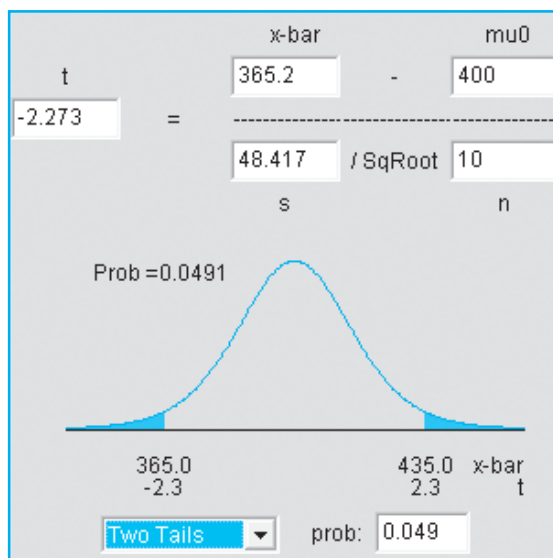 x-bar mu0
t 365.2 - 400
-2.273 = --------------------------------------------------
48.417 / SqRoot 10
s n
Prob =0.0491
365.0 435.0 x-bar
-2.3 2.3 t
Two Tails prob: 0.049